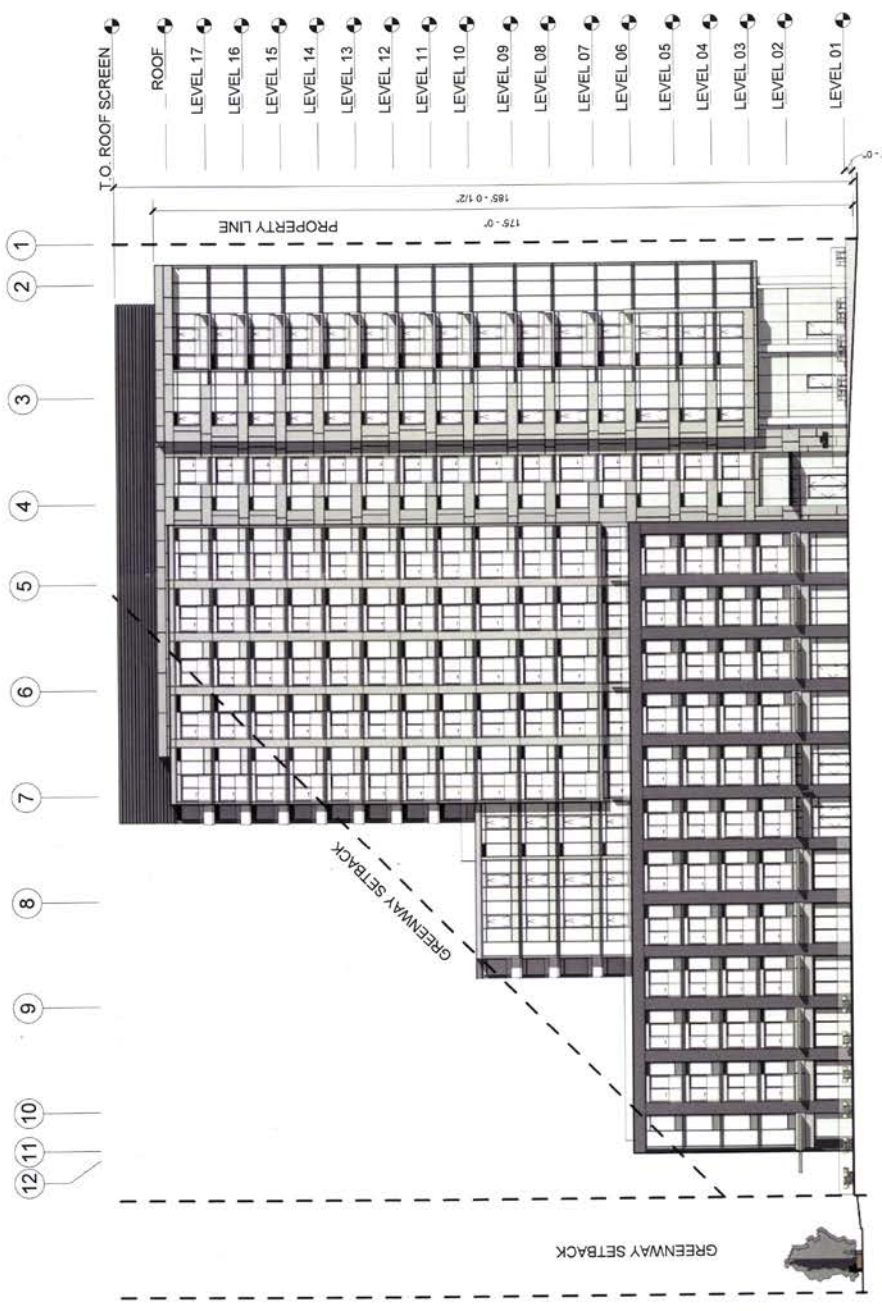 T.O. ROOF SCREEN
ROOF
LEVEL 17
LEVEL 16
LEVEL 15
LEVEL 14
LEVEL 13
LEVEL 12
LEVEL 11
LEVEL 10
LEVEL 09
LEVEL 08
LEVEL 07
LEVEL 06
LEVEL 05
LEVEL 04
LEVEL 03
LEVEL 02
LEVEL 01
185' - 0 1/2"
175' - 0"
PROPERTY LINE
1
2
3
4
5
6
7
8
9
10
11
12
GREENWAY SETBACK
GREENWAY SETBACK